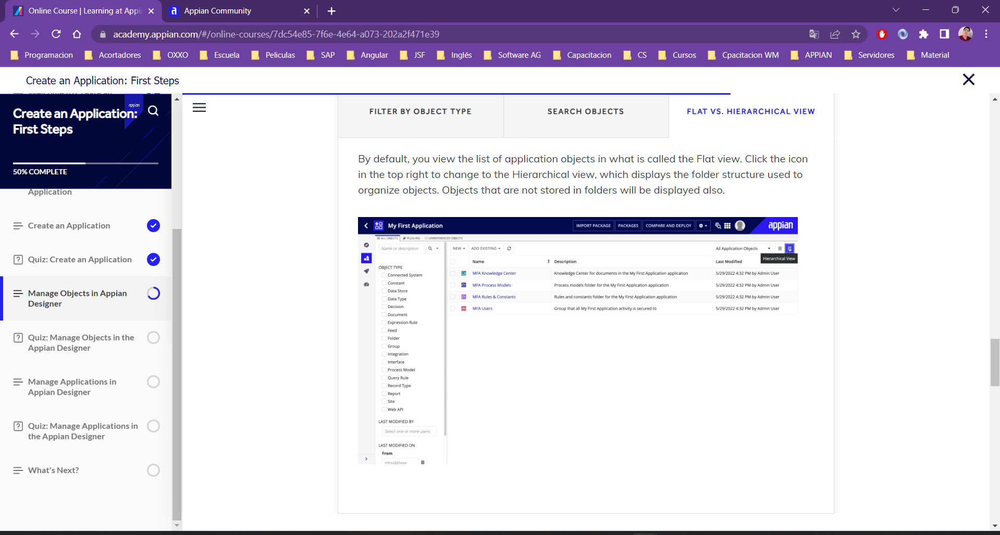 Online Course | Learning at Appi
Appian Community
academy.appian.com/#/online-courses/7dc54e85-7f6e-4e64-a073-202a2f471e39
Programacion Acortadores OXXO Escuela Peliculas SAP Angular JSF Inglés Software AG Capacitacion CS Cursos Cpacitacion WM APPIAN Servidores Material
Create an Application: First Steps
appian
Create an Application:
First Steps
50% COMPLETE
Application
Create an Application
Quiz: Create an Application
Manage Objects in Appian
Designer
Quiz: Manage Objects in the
Appian Designer
Manage Applications in
Appian Designer
Quiz: Manage Applications in
the Appian Designer
What's Next?
FILTER BY OBJECT TYPE SEARCH OBJECTS FLAT VS. HIERARCHICAL VIEW
By default, you view the list of application objects in what is called the Flat view. Click the icon
in the top right to change to the Hierarchical view, which displays the folder structure used to
organize objects. Objects that are not stored in folders will be displayed also.
My First Application IMPORT PACKAGE PACKAGES COMPARE AND DEPLOY appian
ALL OBJECTS PLUG-INS UNREFERENCED OBJECTS
Name or description NEW ADD EXISTING All Application Objects
Hierarchical View
Name Description Last Modified
MFA Knowledge Center Knowledge Center for documents in the My First Application application 5/29/2022 4:32 PM by Admin User
MFA Process Models Process models folder for the My First Application application 5/29/2022 4:32 PM by Admin User
MFA Rules & Constants Rules and constants folder for the My First Application application 5/29/2022 4:32 PM by Admin User
MFA Users Group that all My First Application activity is secured to 5/29/2022 4:32 PM by Admin User
OBJECT TYPE
Connected System
Constant
Data Store
Data Type
Decision
Document
Expression Rule
Feed
Folder
Group
Integration
Interface
Process Model
Query Rule
Record Type
Report
Site
Web API
LAST MODIFIED BY
Select one or more users
LAST MODIFIED ON
From
mm/dd/yyyy